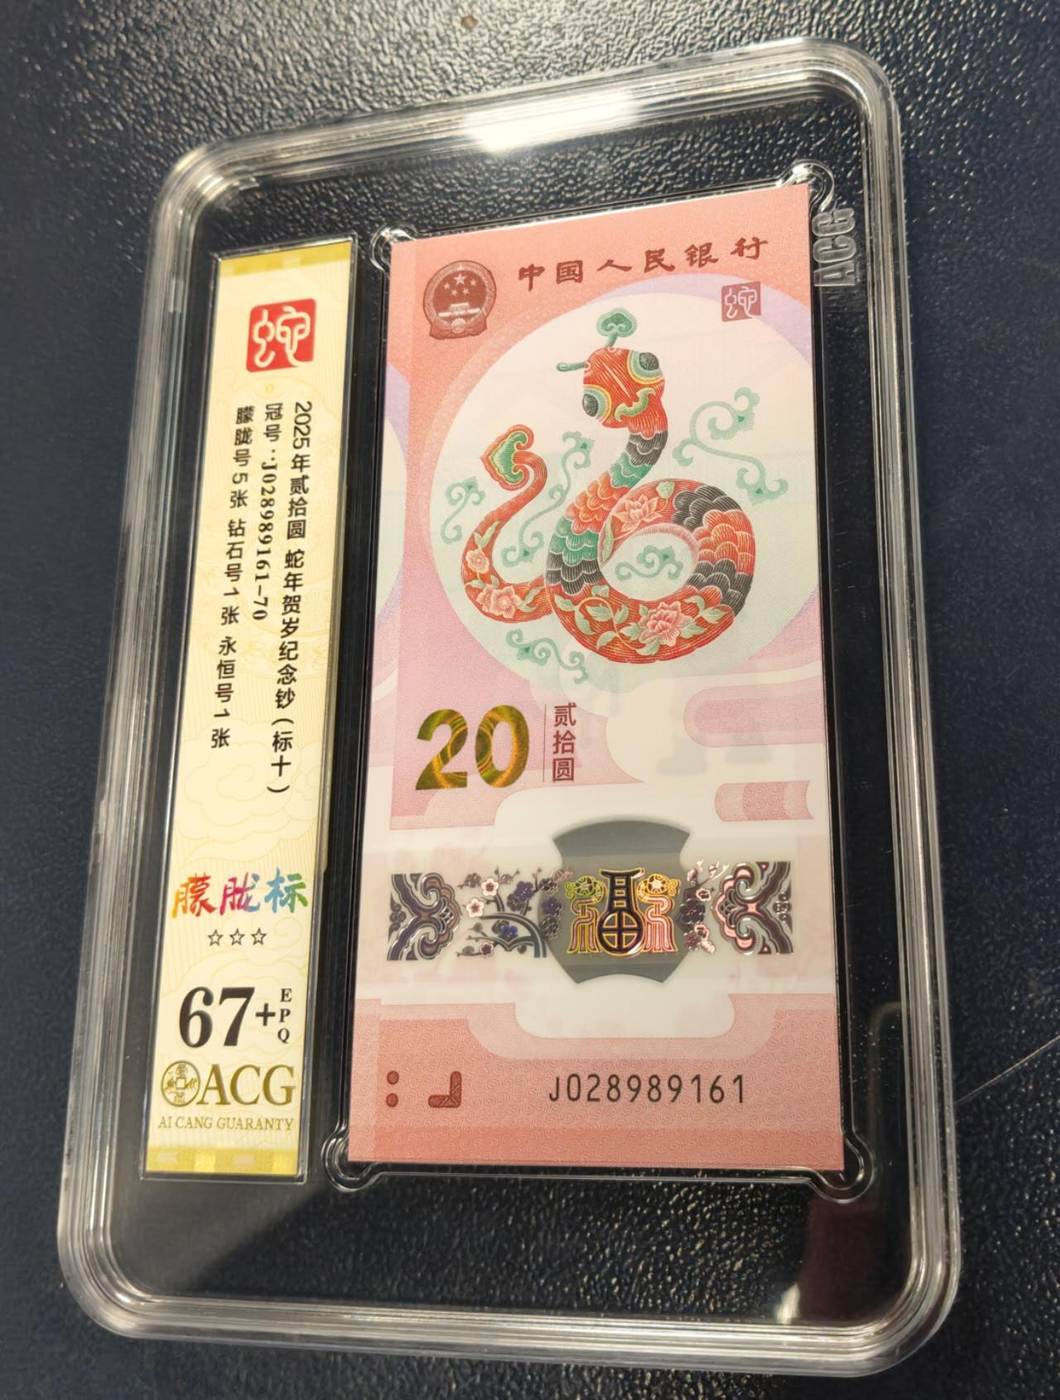 蛇
2025年贰拾圆 蛇年贺岁纪念钞(标十)
冠号:J028989161-70
朦胧号5张 钻石号1张 永恒号1张
朦胧标
☆☆☆
67+
EPQ
ACG
AI CANG GUARANTY
中国人民银行
蛇
20
贰拾圆
J028989161
ACG